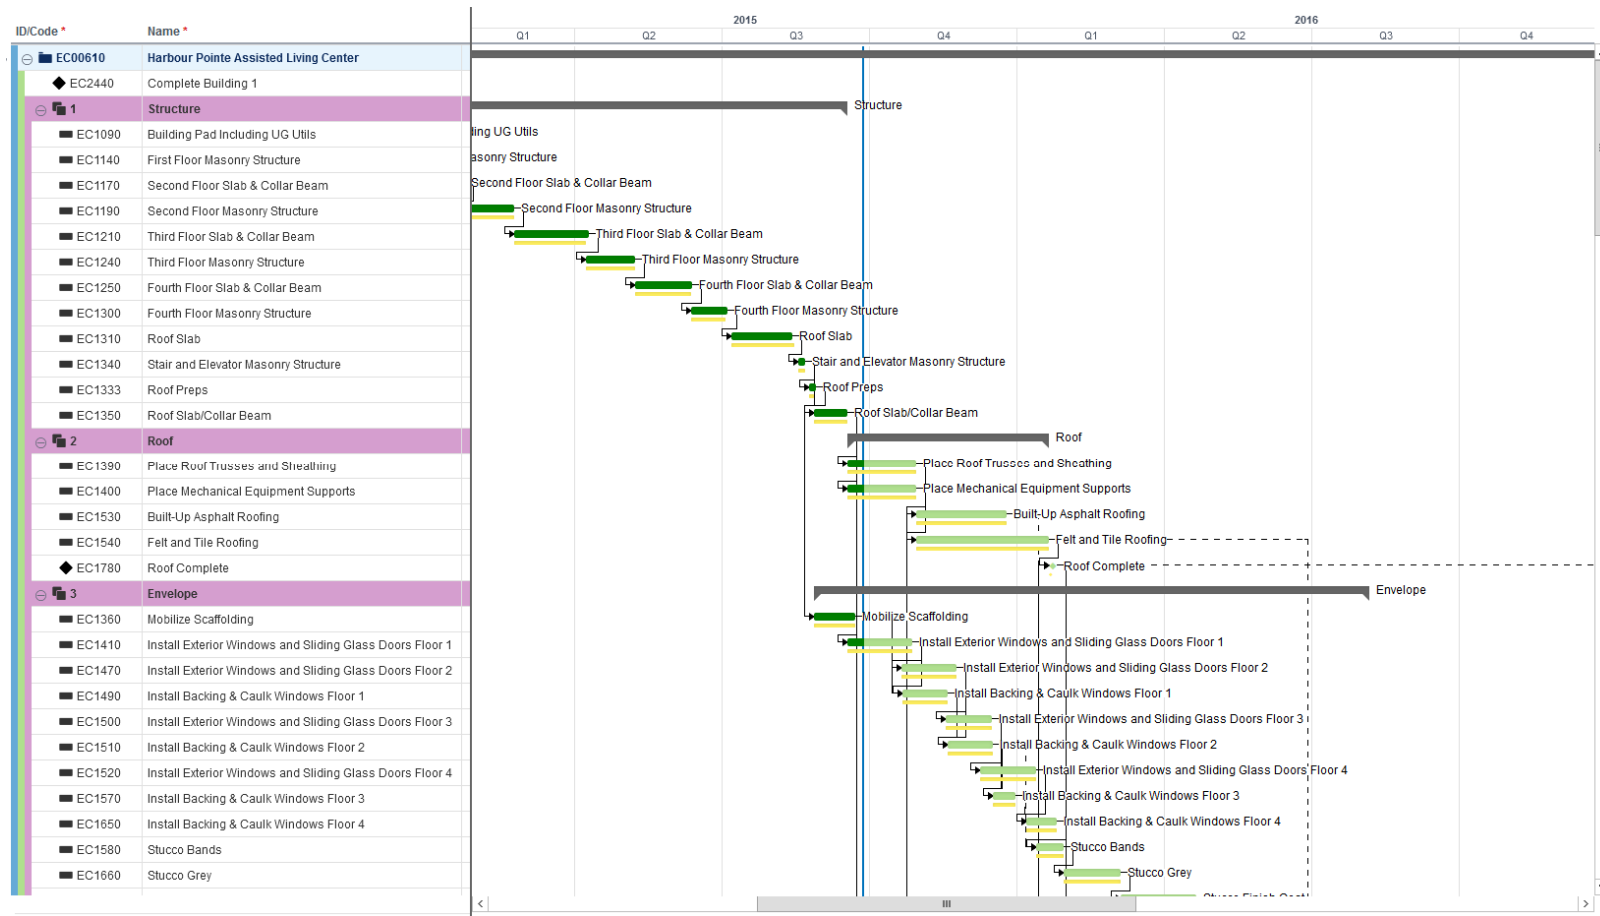 2015 2016
ID/Code * Name * Q1 Q2 Q3 Q4 Q1 Q2 Q3 Q4
EC00610 Harbour Pointe Assisted Living Center
EC2440 Complete Building 1
1 Structure Structure
EC1090 Building Pad Including UG Utils ding UG Utils
EC1140 First Floor Masonry Structure asonry Structure
EC1170 Second Floor Slab & Collar Beam Second Floor Slab & Collar Beam
EC1190 Second Floor Masonry Structure Second Floor Masonry Structure
EC1210 Third Floor Slab & Collar Beam Third Floor Slab & Collar Beam
EC1240 Third Floor Masonry Structure Third Floor Masonry Structure
EC1250 Fourth Floor Slab & Collar Beam Fourth Floor Slab & Collar Beam
EC1300 Fourth Floor Masonry Structure Fourth Floor Masonry Structure
EC1310 Roof Slab Roof Slab
EC1340 Stair and Elevator Masonry Structure Stair and Elevator Masonry Structure
EC1333 Roof Preps Roof Preps
EC1350 Roof Slab/Collar Beam Roof Slab/Collar Beam
2 Roof Roof
EC1390 Place Roof Trusses and Sheathing Place Roof Trusses and Sheathing
EC1400 Place Mechanical Equipment Supports Place Mechanical Equipment Supports
EC1530 Built-Up Asphalt Roofing Built-Up Asphalt Roofing
EC1540 Felt and Tile Roofing Felt and Tile Roofing
EC1780 Roof Complete Roof Complete
3 Envelope Envelope
EC1360 Mobilize Scaffolding Mobilize Scaffolding
EC1410 Install Exterior Windows and Sliding Glass Doors Floor 1 Install Exterior Windows and Sliding Glass Doors Floor 1
EC1470 Install Exterior Windows and Sliding Glass Doors Floor 2 Install Exterior Windows and Sliding Glass Doors Floor 2
EC1490 Install Backing & Caulk Windows Floor 1 Install Backing & Caulk Windows Floor 1
EC1500 Install Exterior Windows and Sliding Glass Doors Floor 3 Install Exterior Windows and Sliding Glass Doors Floor 3
EC1510 Install Backing & Caulk Windows Floor 2 Install Backing & Caulk Windows Floor 2
EC1520 Install Exterior Windows and Sliding Glass Doors Floor 4 Install Exterior Windows and Sliding Glass Doors Floor 4
EC1570 Install Backing & Caulk Windows Floor 3 Install Backing & Caulk Windows Floor 3
EC1650 Install Backing & Caulk Windows Floor 4 Install Backing & Caulk Windows Floor 4
EC1580 Stucco Bands Stucco Bands
EC1660 Stucco Grey Stucco Grey
Stucco Finish Coat